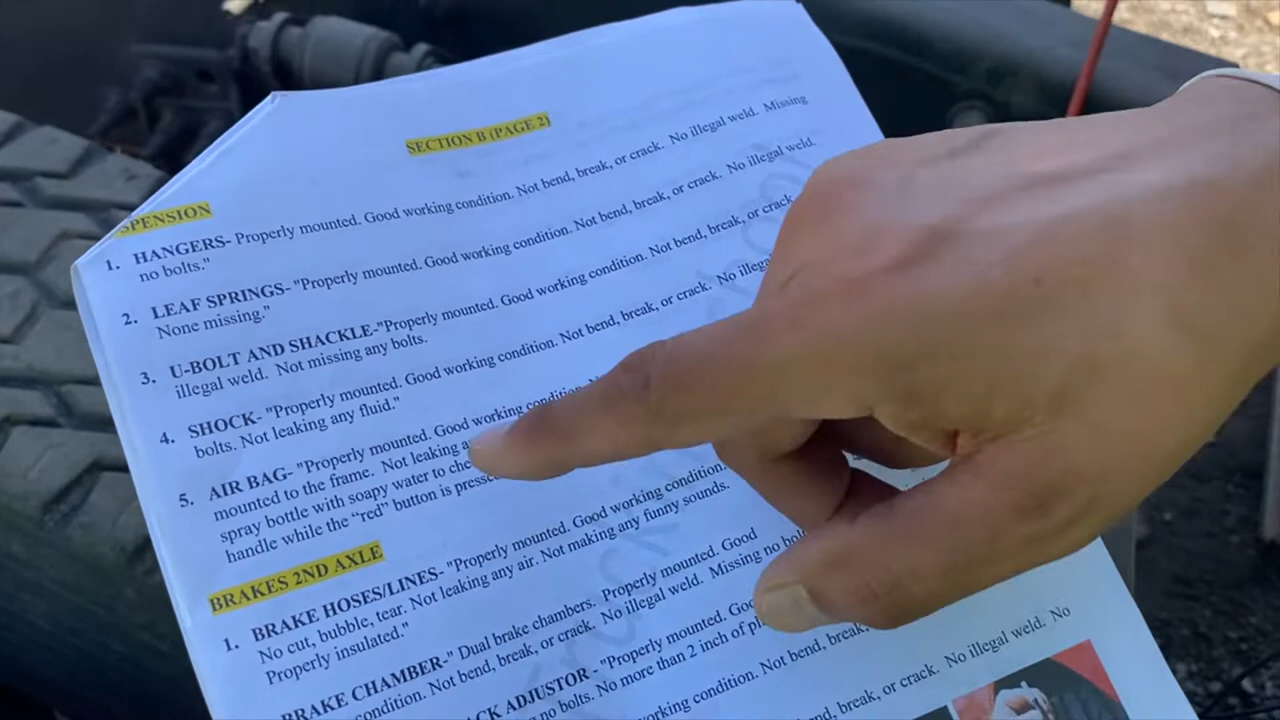 SECTION B (PAGE 2)
SPENSION
1. HANGERS- Properly mounted. Good working condition. Not bend, break, or crack. No illegal weld. Missing
no bolts."
2. LEAF SPRINGS- "Properly mounted. Good working condition. Not bend, break, or crack. No illegal weld.
None missing."
3. U-BOLT AND SHACKLE-"Properly mounted. Good working condition. Not bend, break, or crack
illegal weld. Not missing any bolts.
4. SHOCK- "Properly mounted. Good working condition. Not bend, break, or crack. No
bolts. Not leaking any fluid."
5. AIR BAG- "Properly mounted. Good working
mounted to the frame. Not leaking
spray bottle with soapy water to
handle while the "red" button is
BRAKES 2ND AXLE
1. BRAKE HOSES/LINES- "Properly mounted. Good working condition.
No cut, bubble, tear. Not leaking any air. Not making any funny sounds.
Properly insulated."
BRAKE CHAMBER-" Dual brake chambers. Properly mounted. Good
condition. Not bend, break, or crack. No illegal weld. Missing no
ADJUSTOR - "Properly mounted.
no bolts. No more than 2 inch of
working condition. Not bend, break,
break, or crack. No illegal weld. No